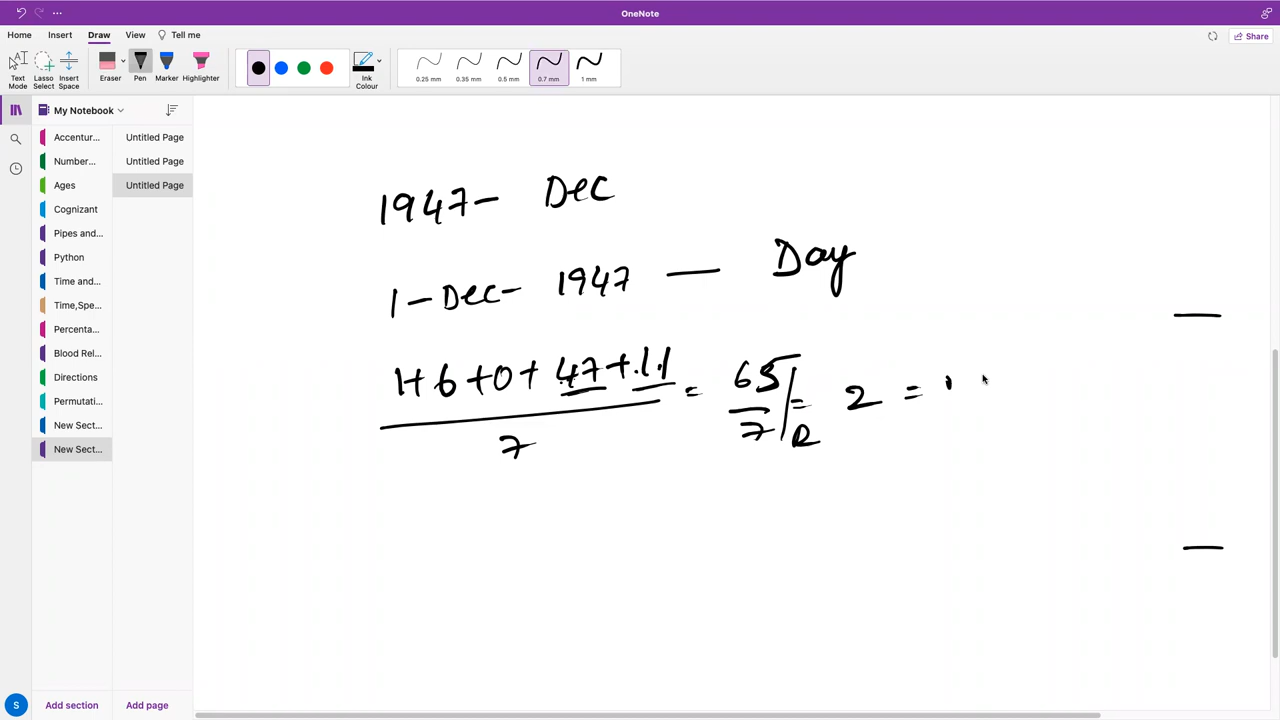 OneNote
Home Insert Draw View Tell me
Share
Text Mode
Lasso Select
Insert Space
Eraser
Pen
Marker
Highlighter
Ink Colour
0.25 mm
0.35 mm
0.5 mm
0.7 mm
1 mm
My Notebook
Accentur...
Number...
Ages
Cognizant
Pipes and...
Python
Time and...
Time,Spe...
Percenta...
Blood Rel...
Directions
Permutati...
New Sect...
New Sect...
Untitled Page
Untitled Page
Untitled Page
1947- Dec
1-Dec- 1947 — Day
1+6+0+47+11 = 65 = 2 =
7 7 R
S
Add section
Add page